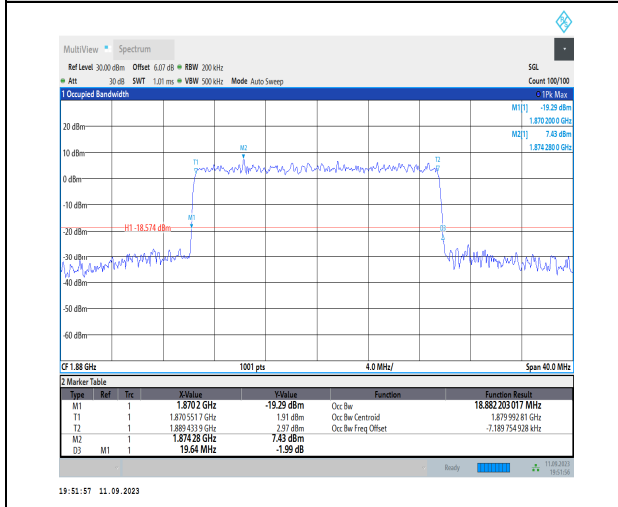 MultiView Spectrum
Ref Level 30.00 dBm Offset 6.07 dB RBW 200 kHz SGL
Att 30 dB SWT 1.01 ms VBW 500 kHz Mode Auto Sweep Count 100/100
1 Occupied Bandwidth 1Pk Max
M1[1] -19.29 dBm
1.870 200 0 GHz
M2[1] 7.43 dBm
1.874 280 0 GHz
20 dBm
10 dBm
M2
T1
T2
0 dBm
-10 dBm
M1
H1 -18.574 dBm
-20 dBm
D3
-30 dBm
-40 dBm
-50 dBm
-60 dBm
CF 1.88 GHz 1001 pts 4.0 MHz/ Span 40.0 MHz
2 Marker Table
Type Ref Trc X-Value Y-Value Function Function Result
M1 1 1.870 2 GHz -19.29 dBm Occ Bw 18.882 203 017 MHz
T1 1 1.870 551 7 GHz 1.91 dBm Occ Bw Centroid 1.879 992 81 GHz
T2 1 1.889 433 9 GHz 2.97 dBm Occ Bw Freq Offset -7.189 754 928 kHz
M2 1 1.874 28 GHz 7.43 dBm
D3 M1 1 19.64 MHz -1.99 dB
Ready 11.09.2023
19:51:56
19:51:57 11.09.2023